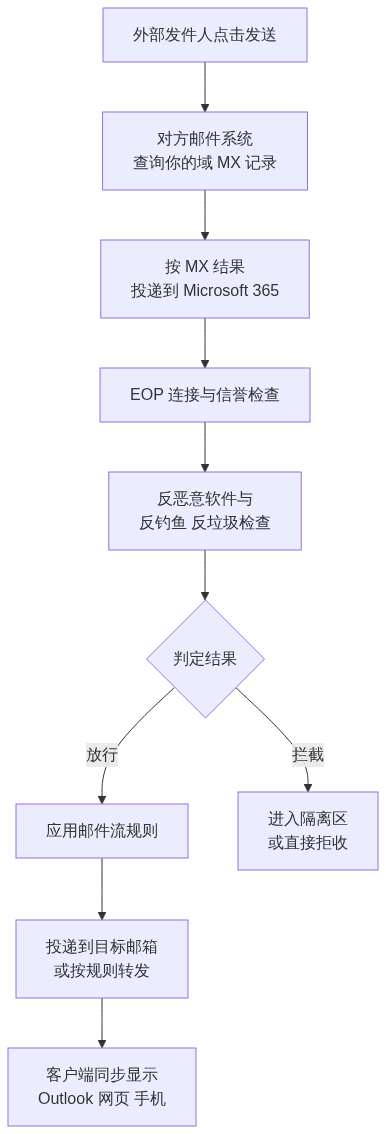 外部发件人点击发送
对方邮件系统
查询你的域 MX 记录
按 MX 结果
投递到 Microsoft 365
EOP 连接与信誉检查
反恶意软件与
反钓鱼 反垃圾检查
判定结果
放行
拦截
应用邮件流规则
进入隔离区
或直接拒收
投递到目标邮箱
或按规则转发
客户端同步显示
Outlook 网页 手机